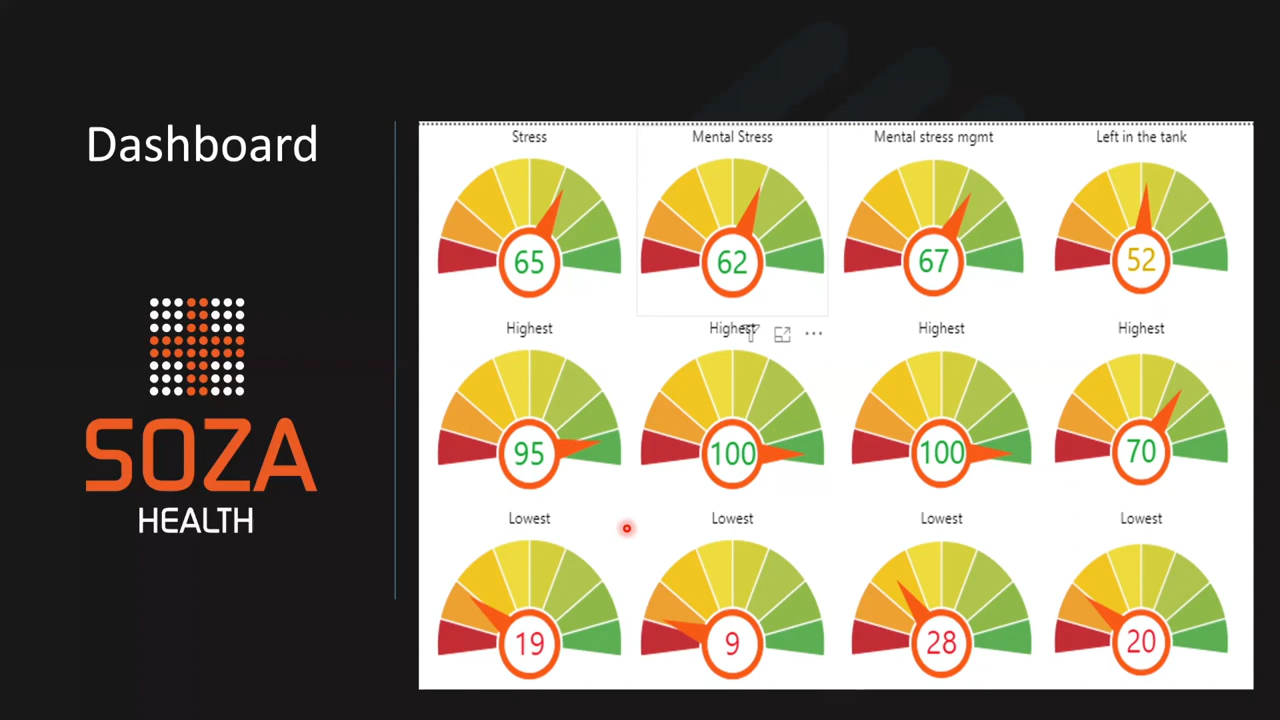 Dashboard
SOZA
HEALTH
Stress
Mental Stress
Mental stress mgmt
Left in the tank
65
62
67
52
Highest
Highest
Highest
Highest
95
100
100
70
Lowest
Lowest
Lowest
Lowest
19
9
28
20